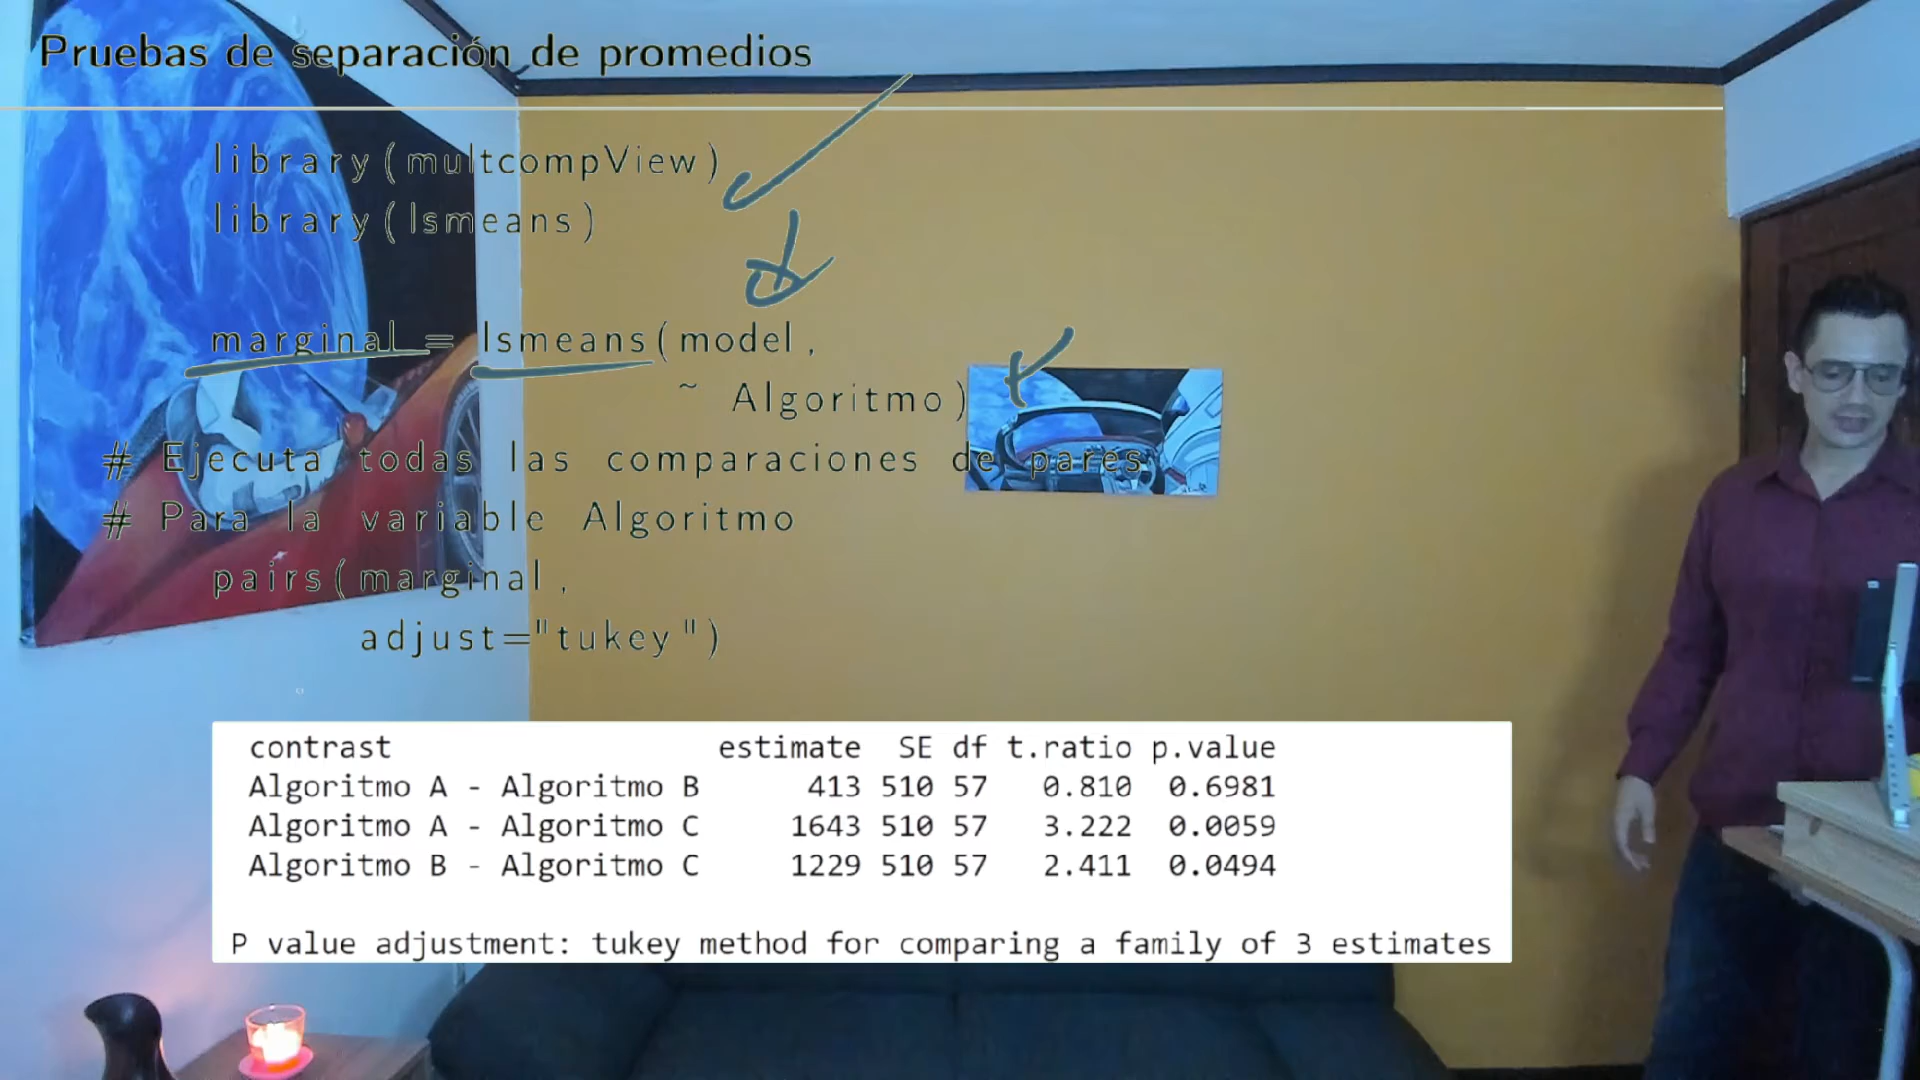 Pruebas de separación de promedios
library(multcompView)
library(lsmeans)
marginal = lsmeans(model,
~ Algoritmo)
# Ejecuta todas las comparaciones de pares
# Para la variable Algoritmo
pairs(marginal,
adjust="tukey")
contrast estimate SE df t.ratio p.value
Algoritmo A - Algoritmo B 413 510 57 0.810 0.6981
Algoritmo A - Algoritmo C 1643 510 57 3.222 0.0059
Algoritmo B - Algoritmo C 1229 510 57 2.411 0.0494
P value adjustment: tukey method for comparing a family of 3 estimates